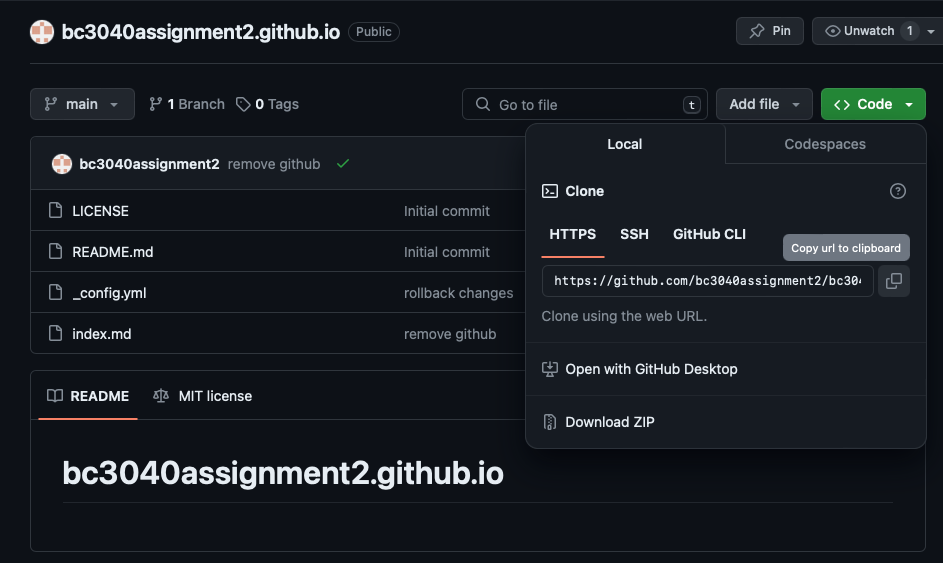 bc3040assignment2.github.io Public Pin Unwatch 1
main 1 Branch 0 Tags Go to file t Add file Code
bc3040assignment2 remove github
LICENSE Initial commit
README.md Initial commit
_config.yml rollback changes
index.md remove github
Local Codespaces
Clone
HTTPS SSH GitHub CLI
Copy url to clipboard
https://github.com/bc3040assignment2/bc304
Clone using the web URL.
Open with GitHub Desktop
Download ZIP
README MIT license
bc3040assignment2.github.io